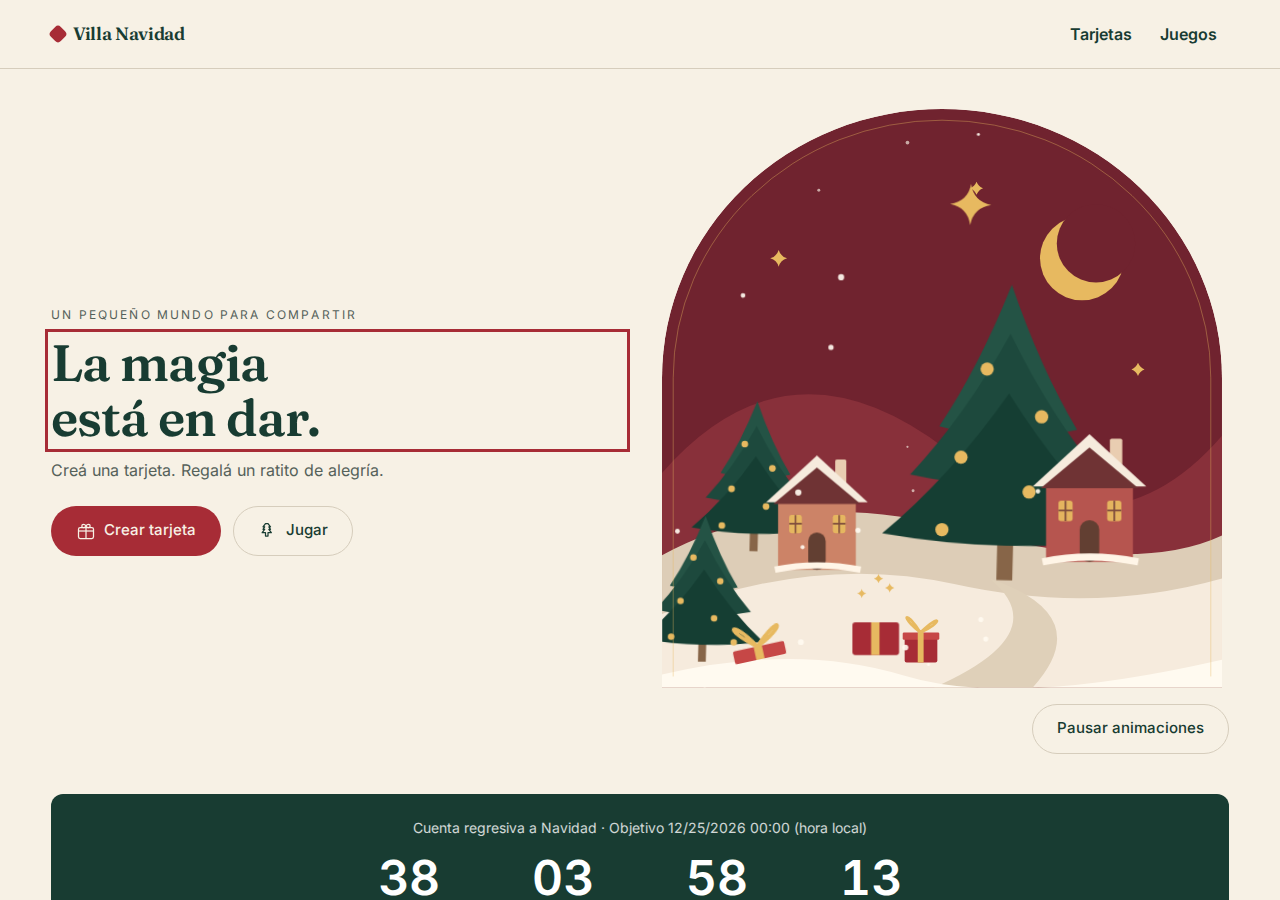 Villa Navidad
Tarjetas
Juegos
UN PEQUEÑO MUNDO PARA COMPARTIR
La magia
está en dar.
Creá una tarjeta. Regalá un ratito de alegría.
Crear tarjeta
Jugar
Pausar animaciones
Cuenta regresiva a Navidad · Objetivo 12/25/2026 00:00 (hora local)
38 03 58 13